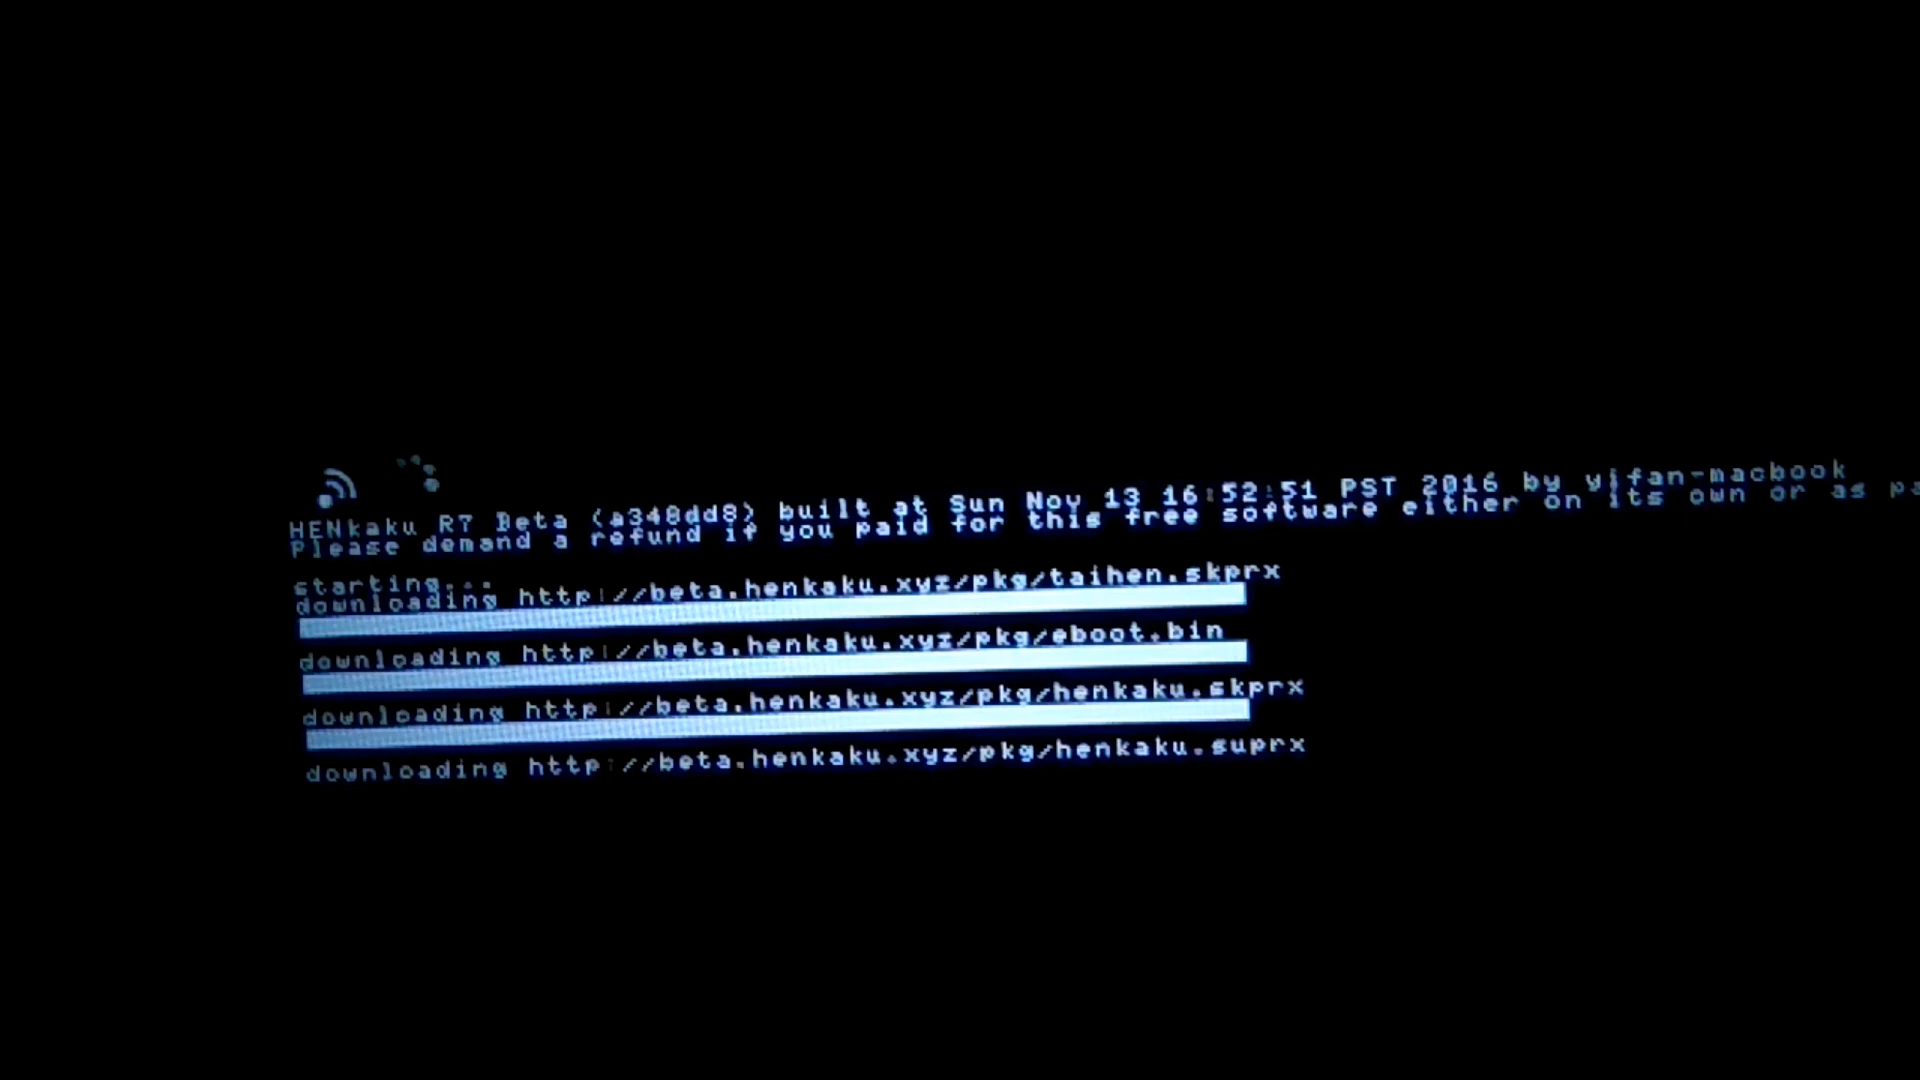 HENkaku R7 Beta (a348dd8) built at Sun Nov 13 16:52:51 PST 2016 by yifan-macbook
Please demand a refund if you paid for this free software either on its own or as
starting...
downloading http://beta.henkaku.xyz/pkg/taihen.skprx
downloading http://beta.henkaku.xyz/pkg/eboot.bin
downloading http://beta.henkaku.xyz/pkg/henkaku.skprx
downloading http://beta.henkaku.xyz/pkg/henkaku.suprx